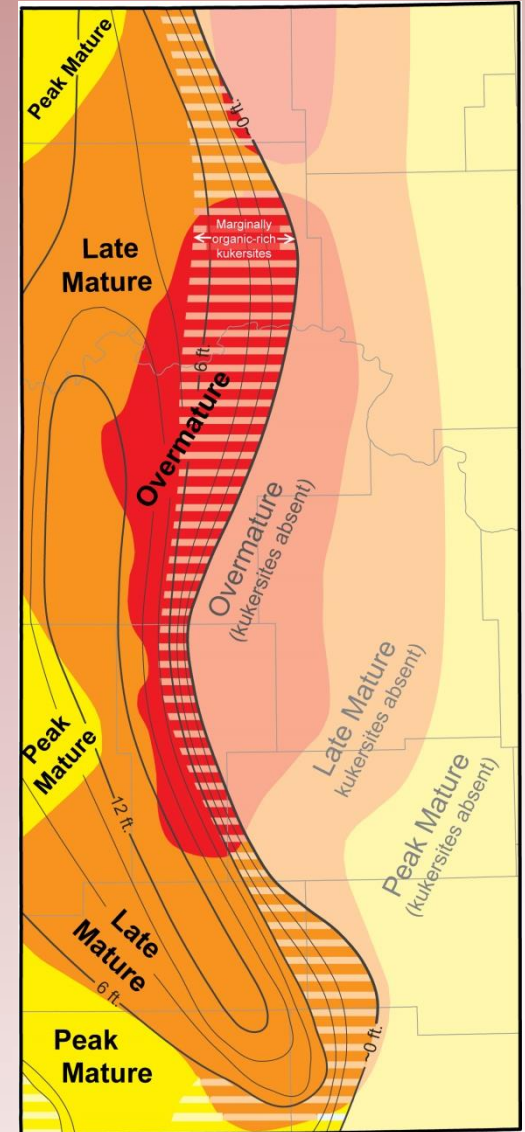 Peak Mature
~0 ft.
Marginally
organic-rich
kukersites
Late
Mature
6 ft.
Overmature
Overmature
(kukersites absent)
Late Mature
kukersites absent)
Peak
Mature
Peak Mature
(kukersites absent)
12 ft.
Late
Mature
6 ft.
~0 ft.
Peak
Mature